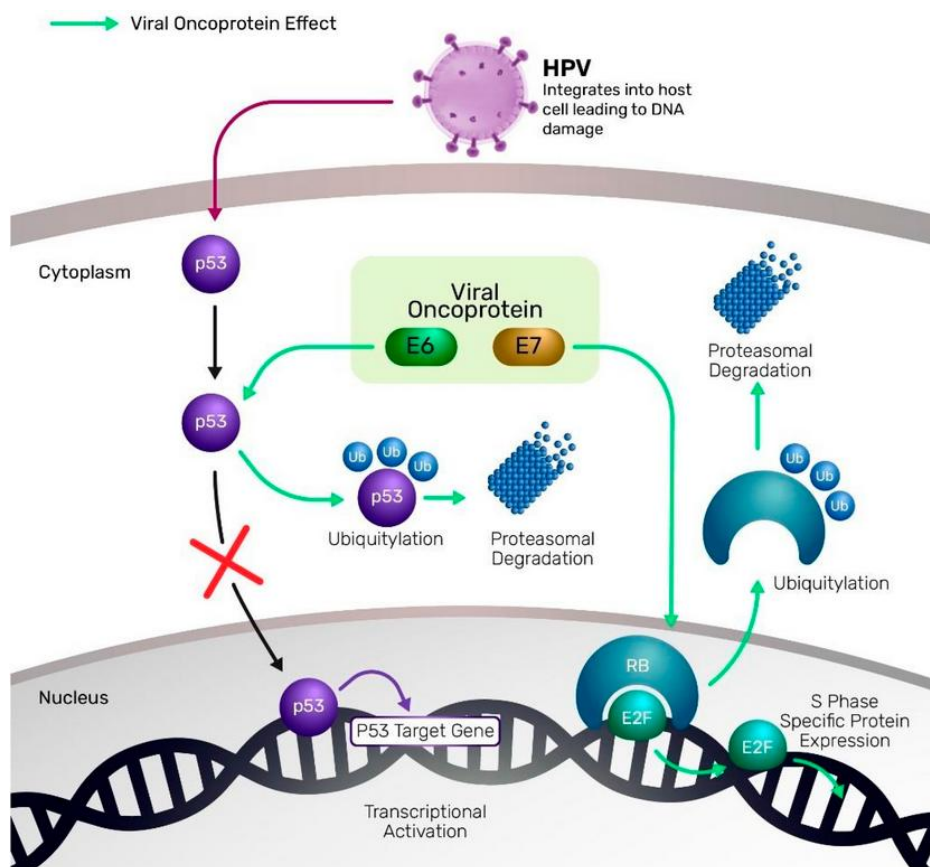 Viral Oncoprotein Effect
HPV
Integrates into host
cell leading to DNA
damage
Cytoplasm
p53
Viral
Oncoprotein
E6
E7
Proteasomal
Degradation
p53
Ub
Ub
Ub
p53
Ubiquitylation
Proteasomal
Degradation
Ub
Ub
Ub
Ubiquitylation
Nucleus
p53
P53 Target Gene
Transcriptional
Activation
RB
E2F
E2F
S Phase
Specific Protein
Expression